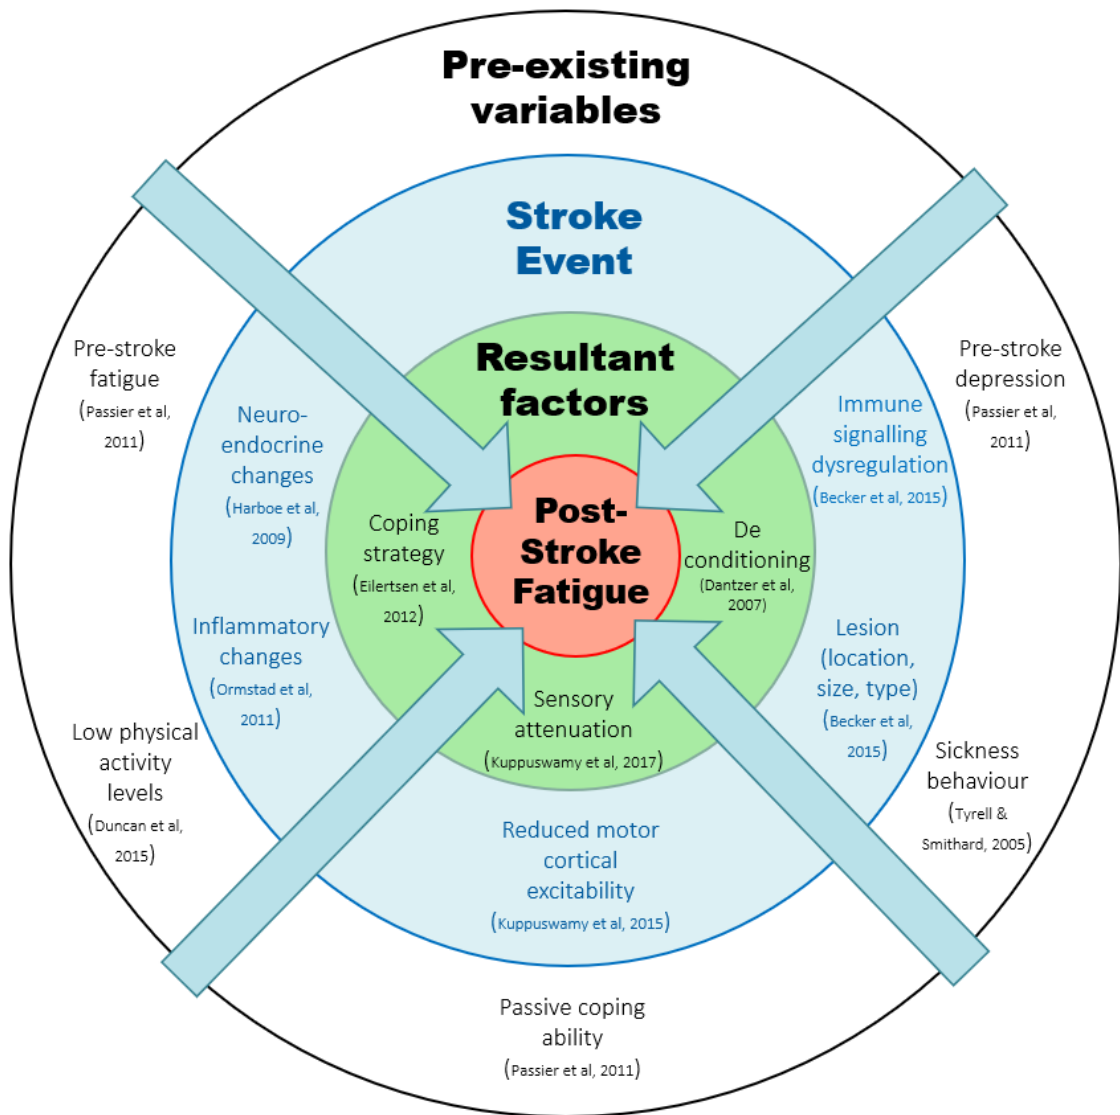 Pre-existing
variables
Stroke
Event
Resultant
factors
Post-
Stroke
Fatigue
Pre-stroke
fatigue
(Passier et al,
2011)
Neuro-
endocrine
changes
(Harboe et al,
2009)
Coping
strategy
(Eilertsen et al,
2012)
De
conditioning
(Dantzer et al,
2007)
Immune
signalling
dysregulation
(Becker et al, 2015)
Pre-stroke
depression
(Passier et al,
2011)
Inflammatory
changes
(Ormstad et al,
2011)
Lesion
(location,
size, type)
(Becker et al,
2015)
Low physical
activity
levels
(Duncan et al,
2015)
Sensory
attenuation
(Kuppuswamy et al, 2017)
Sickness
behaviour
(Tyrell &
Smithard, 2005)
Reduced motor
cortical
excitability
(Kuppuswamy et al, 2015)
Passive coping
ability
(Passier et al, 2011)